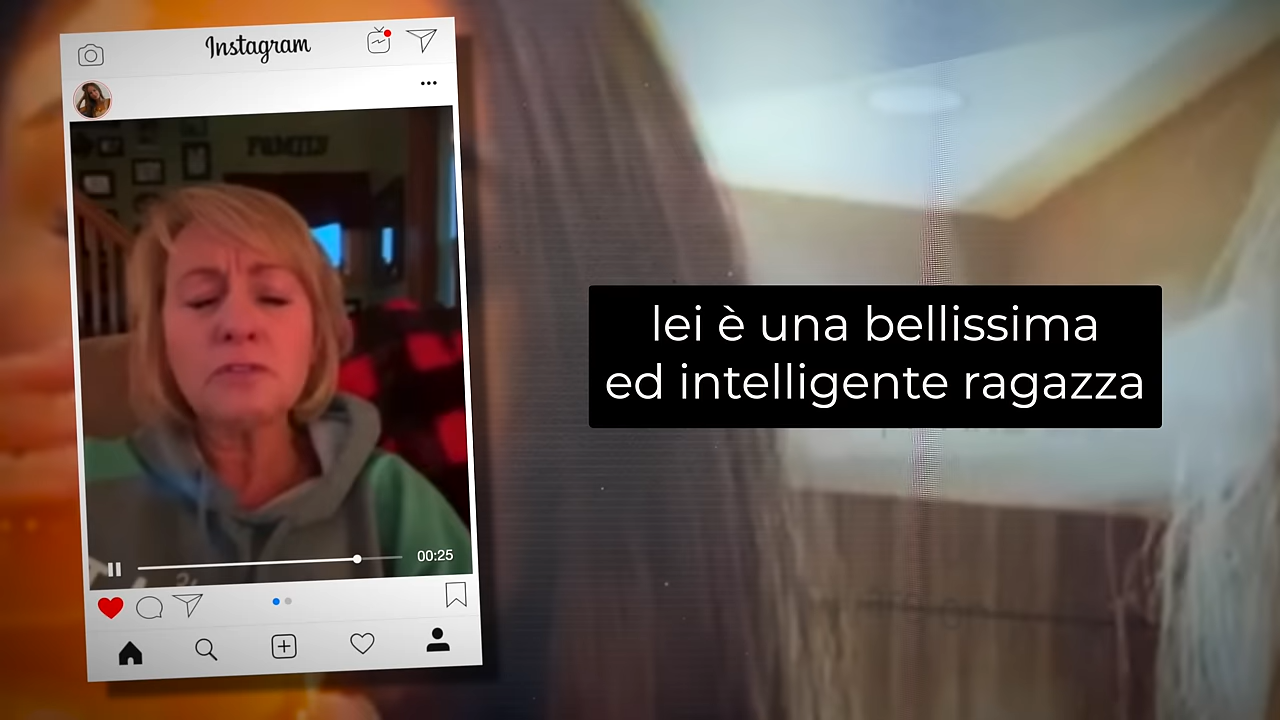 Instagram
FAMILY
lei è una bellissima
ed intelligente ragazza
00:25